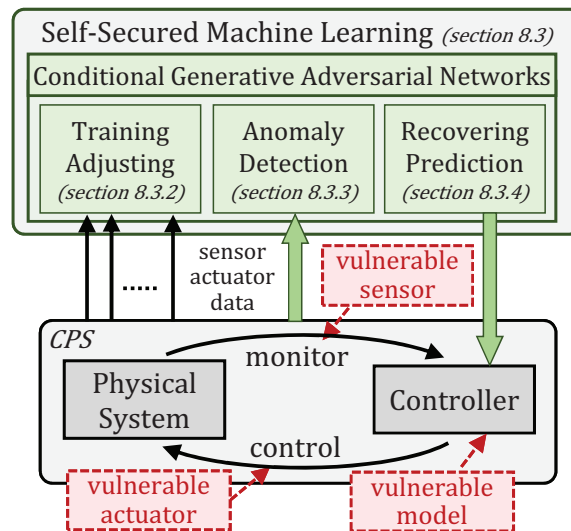 Self-Secured Machine Learning (section 8.3)
Conditional Generative Adversarial Networks
Training
Adjusting
(section 8.3.2)
Anomaly
Detection
(section 8.3.3)
Recovering
Prediction
(section 8.3.4)
.....
sensor
actuator
data
vulnerable
sensor
CPS
monitor
Physical
System
Controller
control
vulnerable
actuator
vulnerable
model